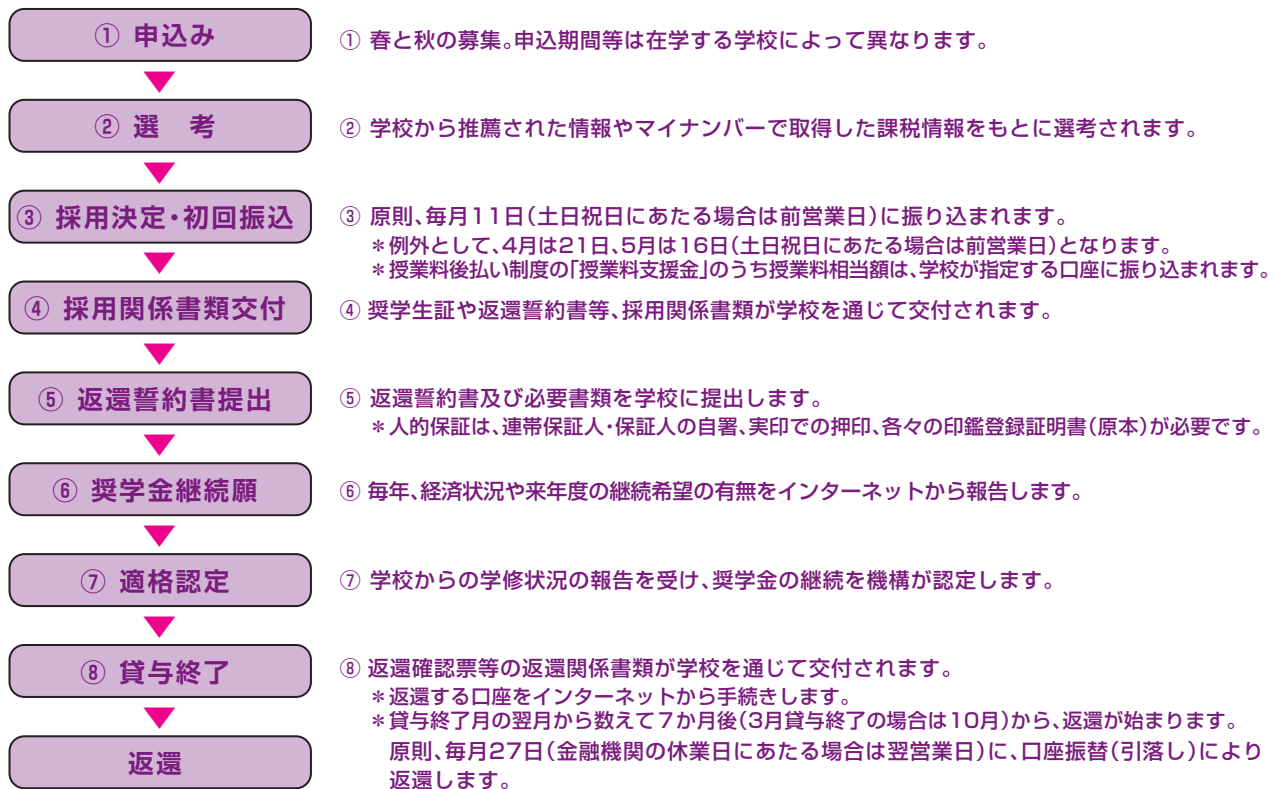 ① 申込み
① 春と秋の募集。申込期間等は在学する学校によって異なります。
② 選　考
② 学校から推薦された情報やマイナンバーで取得した課税情報をもとに選考されます。
③ 採用決定・初回振込
③ 原則、毎月11日（土日祝日にあたる場合は前営業日）に振り込まれます。
＊例外として、4月は21日、5月は16日（土日祝日にあたる場合は前営業日）となります。
＊授業料後払い制度の「授業料支援金」のうち授業料相当額は、学校が指定する口座に振り込まれます。
④ 採用関係書類交付
④ 奨学生証や返還誓約書等、採用関係書類が学校を通じて交付されます。
⑤ 返還誓約書提出
⑤ 返還誓約書及び必要書類を学校に提出します。
＊人的保証は、連帯保証人・保証人の自署、実印での押印、各々の印鑑登録証明書（原本）が必要です。
⑥ 奨学金継続願
⑥ 毎年、経済状況や来年度の継続希望の有無をインターネットから報告します。
⑦ 適格認定
⑦ 学校からの学修状況の報告を受け、奨学金の継続を機構が認定します。
⑧ 貸与終了
⑧ 返還確認票等の返還関係書類が学校を通じて交付されます。
＊返還する口座をインターネットから手続きします。
＊貸与終了月の翌月から数えて７か月後（3月貸与終了の場合は10月）から、返還が始まります。
原則、毎月27日（金融機関の休業日にあたる場合は翌営業日）に、口座振替（引落し）により
返還します。
返還